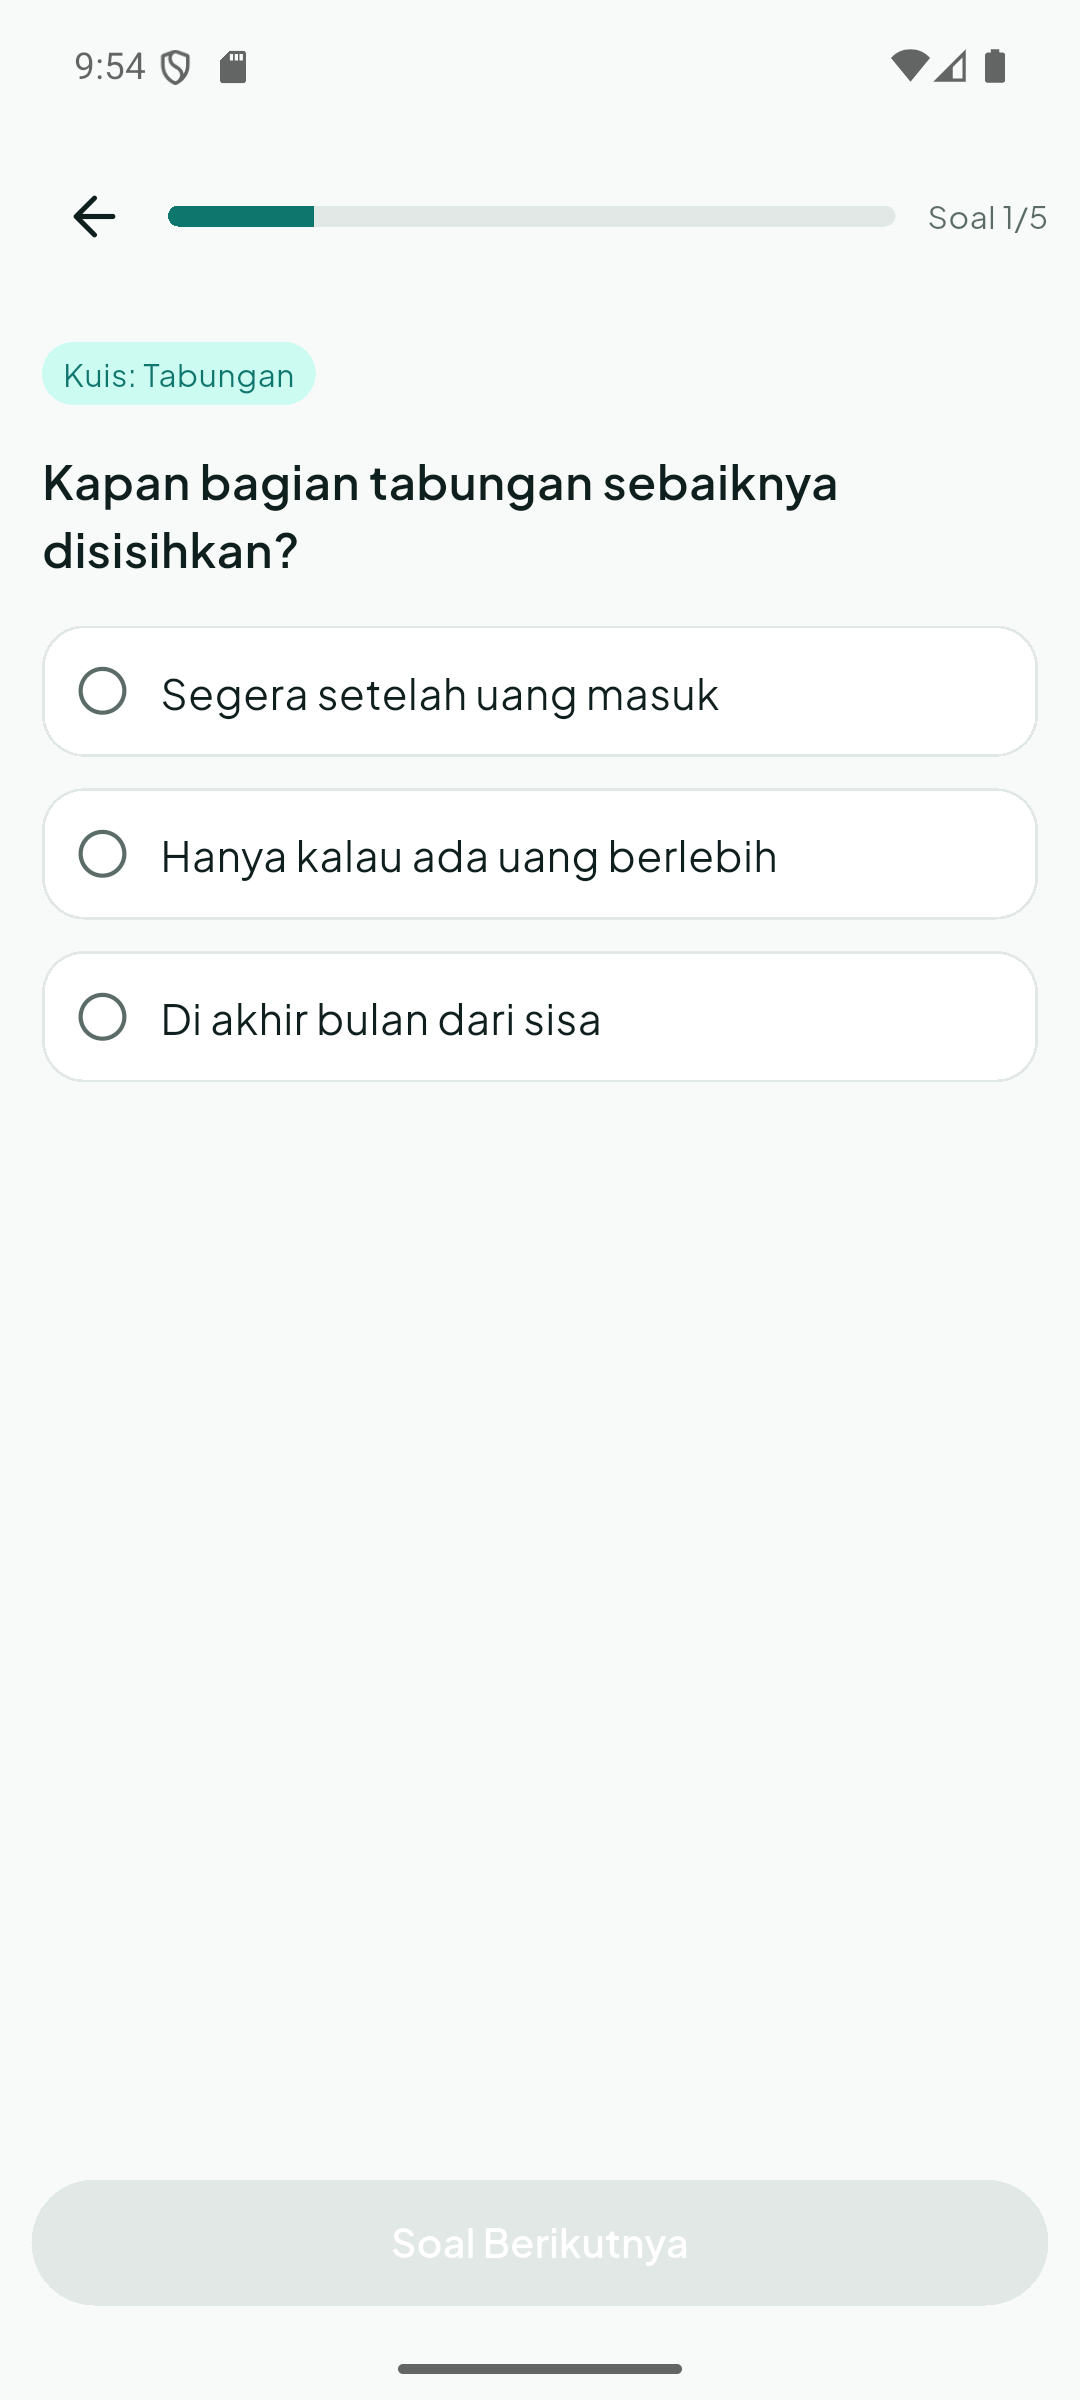 9:54
Soal 1/5
Kuis: Tabungan
Kapan bagian tabungan sebaiknya
disisihkan?
Segera setelah uang masuk
Hanya kalau ada uang berlebih
Di akhir bulan dari sisa
Soal Berikutnya